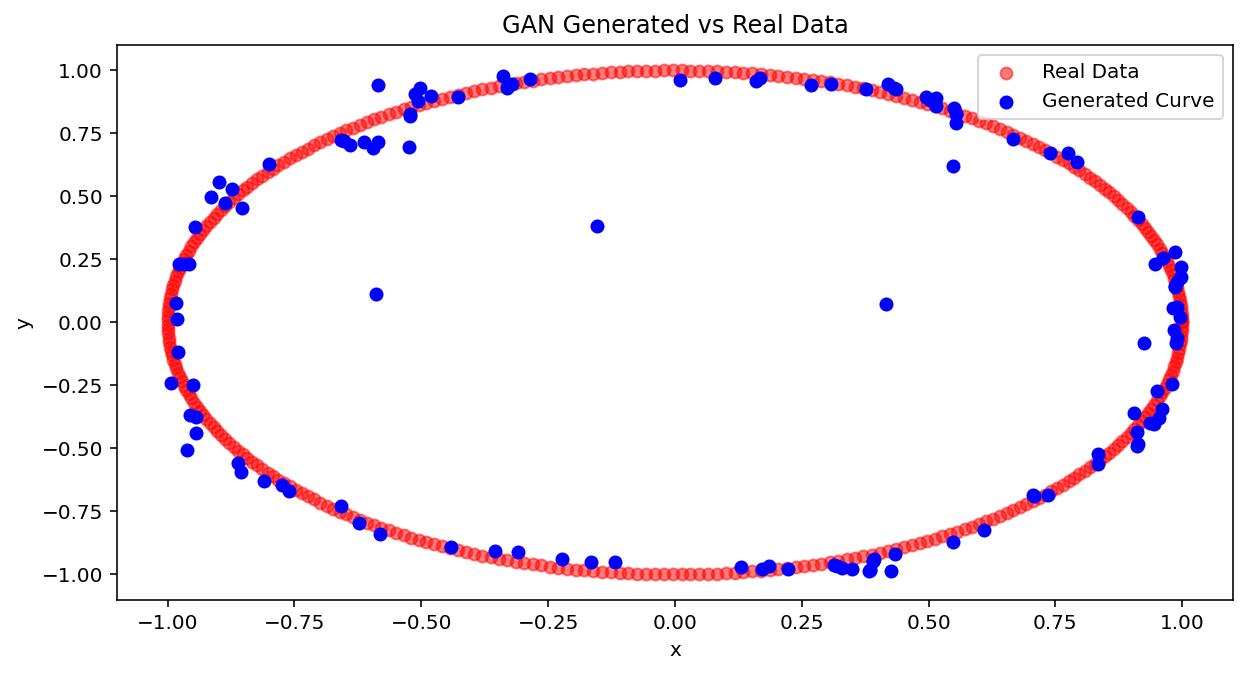 GAN Generated vs Real Data
Real Data
Generated Curve
1.00
0.75
0.50
0.25
0.00
−0.25
−0.50
−0.75
−1.00
y
−1.00 −0.75 −0.50 −0.25 0.00 0.25 0.50 0.75 1.00
x